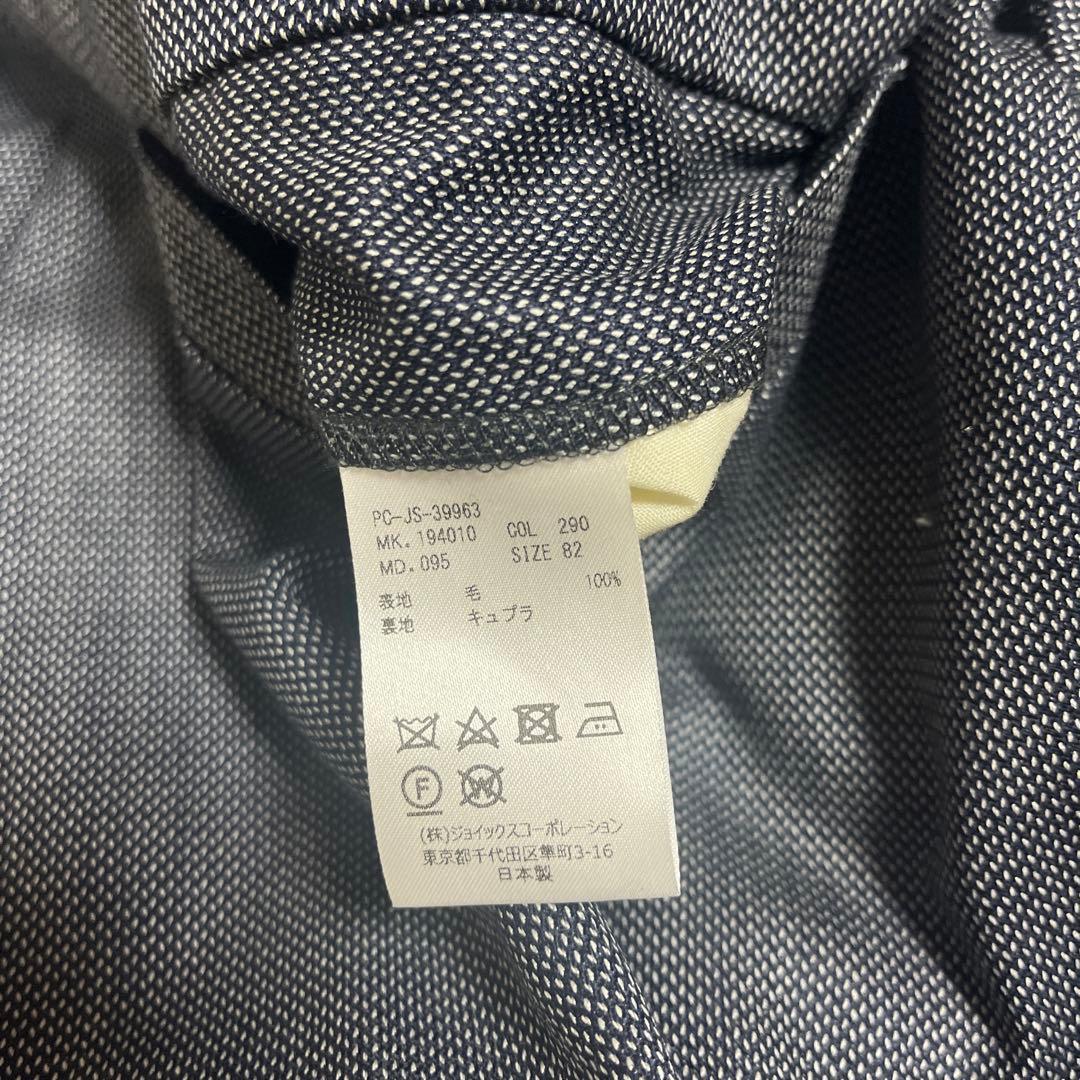 PC-JS-39963
MK. 194010 COL 290
MD. 095 SIZE 82
表地 毛 100%
裏地 キュプラ
F W
(株)ジョイックスコーポレーション
東京都千代田区隼町3-16
日本製